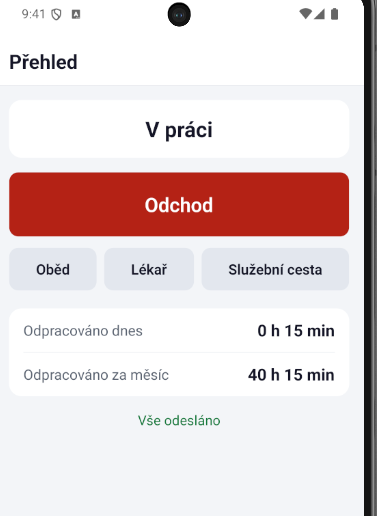 9:41
Přehled
V práci
Odchod
Oběd Lékař Služební cesta
Odpracováno dnes 0 h 15 min
Odpracováno za měsíc 40 h 15 min
Vše odesláno